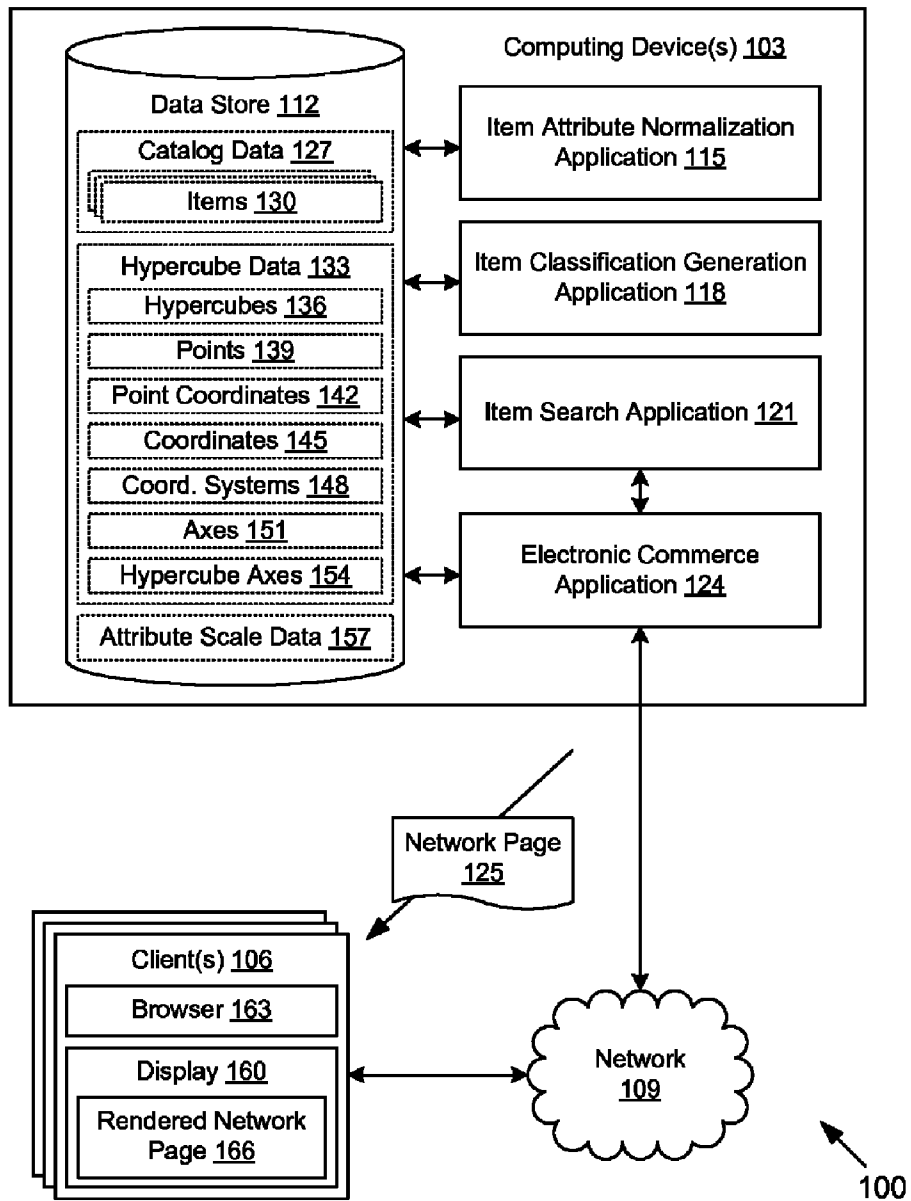 Computing Device(s) 103
Data Store 112
Catalog Data 127
Items 130
Hypercube Data 133
Hypercubes 136
Points 139
Point Coordinates 142
Coordinates 145
Coord. Systems 148
Axes 151
Hypercube Axes 154
Attribute Scale Data 157
Item Attribute Normalization
Application 115
Item Classification Generation
Application 118
Item Search Application 121
Electronic Commerce
Application 124
Network Page
125
Client(s) 106
Browser 163
Display 160
Rendered Network
Page 166
Network
109
100